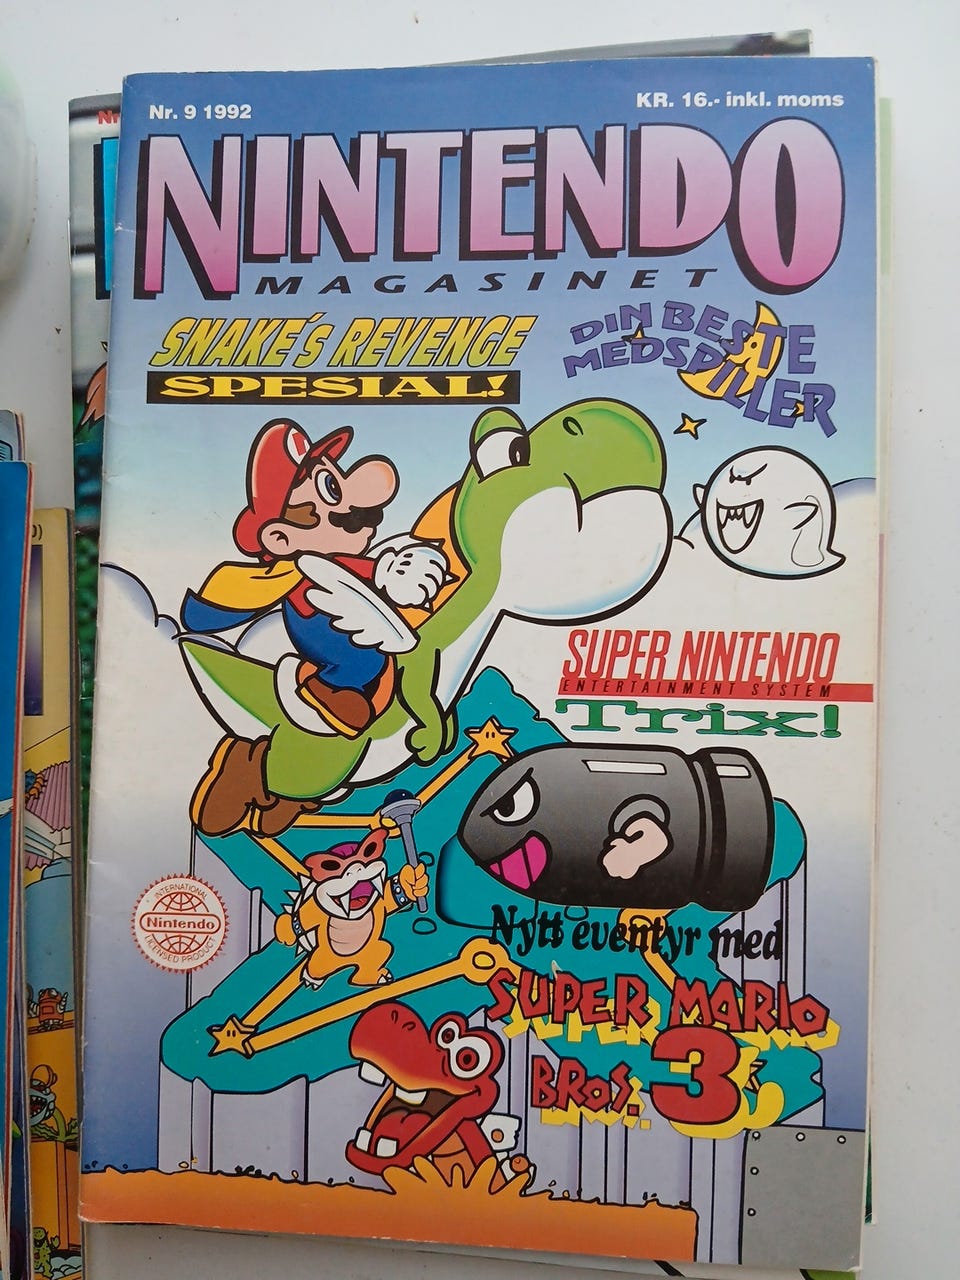 Nr. 9 1992
KR. 16.- inkl. moms
Nr
NINTENDO
MAGASINET
SNAKE´s REVENGE
SPESIAL!
DIN BESTE
MEDSPILLER
M
SUPER NINTENDO
ENTERTAINMENT SYSTEM
Trix!
INTERNATIONAL
Nintendo
LICENSED PRODUCT
Nytt eventyr med
SUPER MARIO
BROS. 3